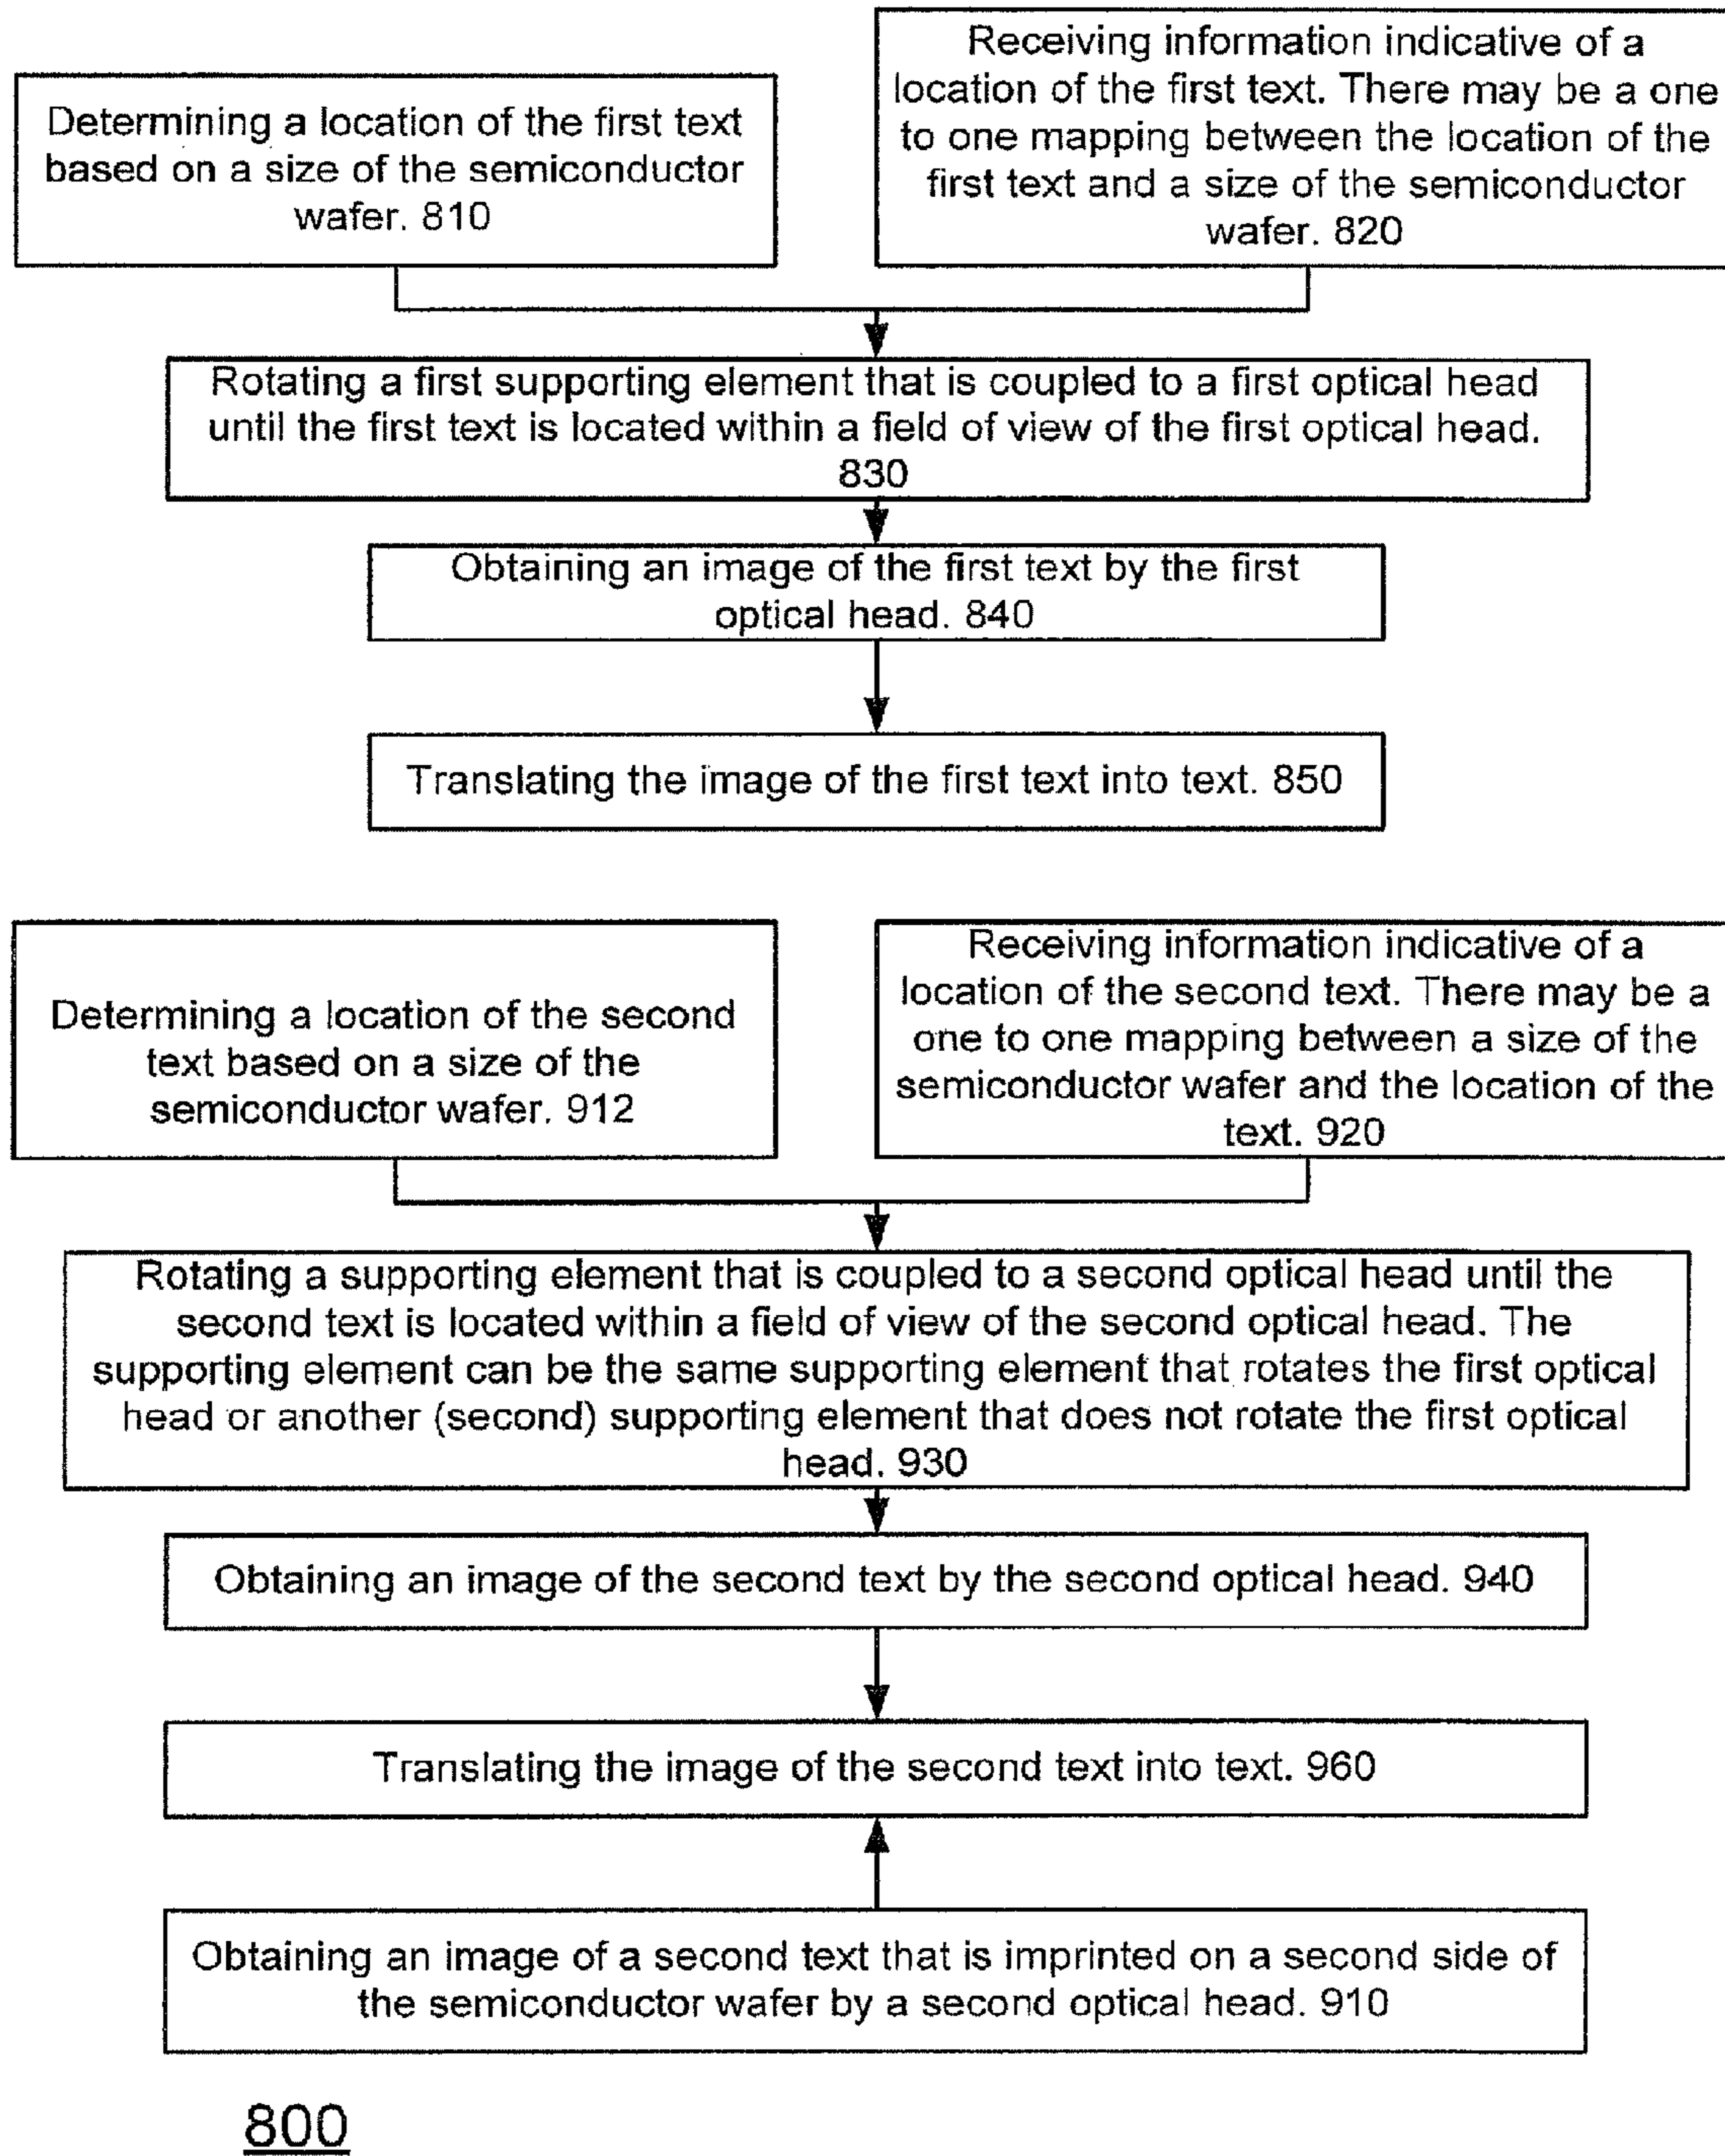 Determining a location of the first text
based on a size of the semiconductor
wafer. 810
Receiving information indicative of a
location of the first text. There may be a one
to one mapping between the location of the
first text and a size of the semiconductor
wafer. 820
Rotating a first supporting element that is coupled to a first optical head
until the first text is located within a field of view of the first optical head.
830
Obtaining an image of the first text by the first
optical head. 840
Translating the image of the first text into text. 850
Determining a location of the second
text based on a size of the
semiconductor wafer. 912
Receiving information indicative of a
location of the second text. There may be a
one to one mapping between a size of the
semiconductor wafer and the location of the
text. 920
Rotating a supporting element that is coupled to a second optical head until the
second text is located within a field of view of the second optical head. The
supporting element can be the same supporting element that rotates the first optical
head or another (second) supporting element that does not rotate the first optical
head. 930
Obtaining an image of the second text by the second optical head. 940
Translating the image of the second text into text. 960
Obtaining an image of a second text that is imprinted on a second side of
the semiconductor wafer by a second optical head. 910
800